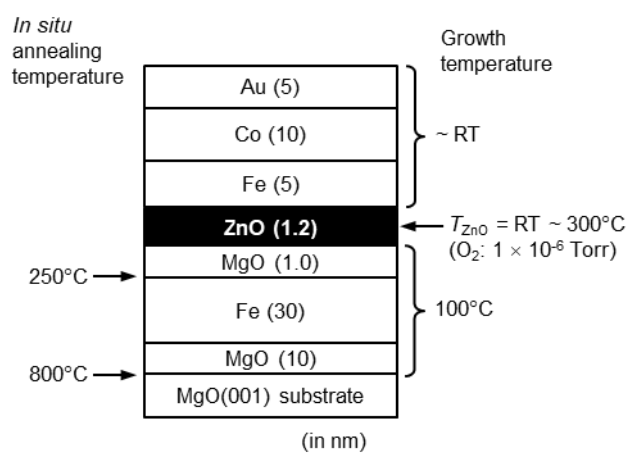 In situ
annealing
temperature
Growth
temperature
Au (5)
Co (10)
Fe (5)
~ RT
ZnO (1.2)
T_ZnO = RT ~ 300°C
(O₂: 1 × 10⁻⁶ Torr)
MgO (1.0)
250°C
Fe (30)
100°C
MgO (10)
800°C
MgO(001) substrate
(in nm)